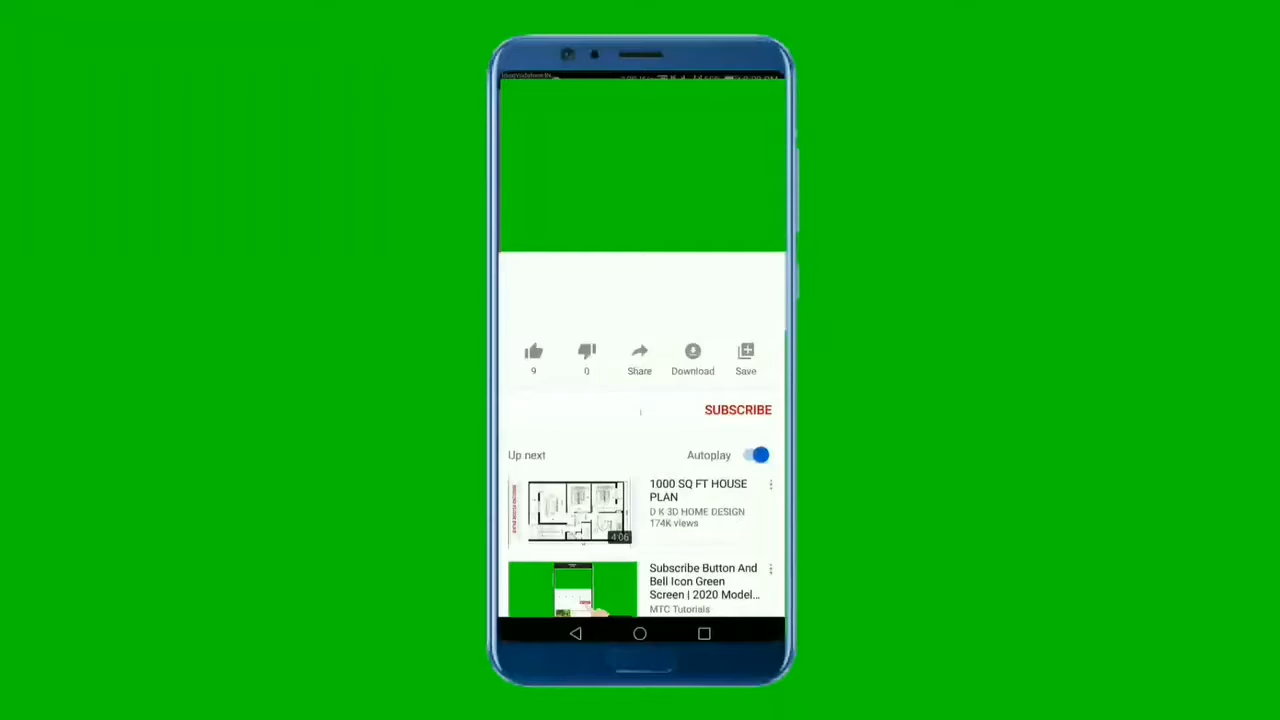 9
0
Share
Download
Save
SUBSCRIBE
Up next
Autoplay
1000 SQ FT HOUSE
PLAN
D K 3D HOME DESIGN
174K views
4:06
Subscribe Button And
Bell Icon Green
Screen | 2020 Model...
MTC Tutorials